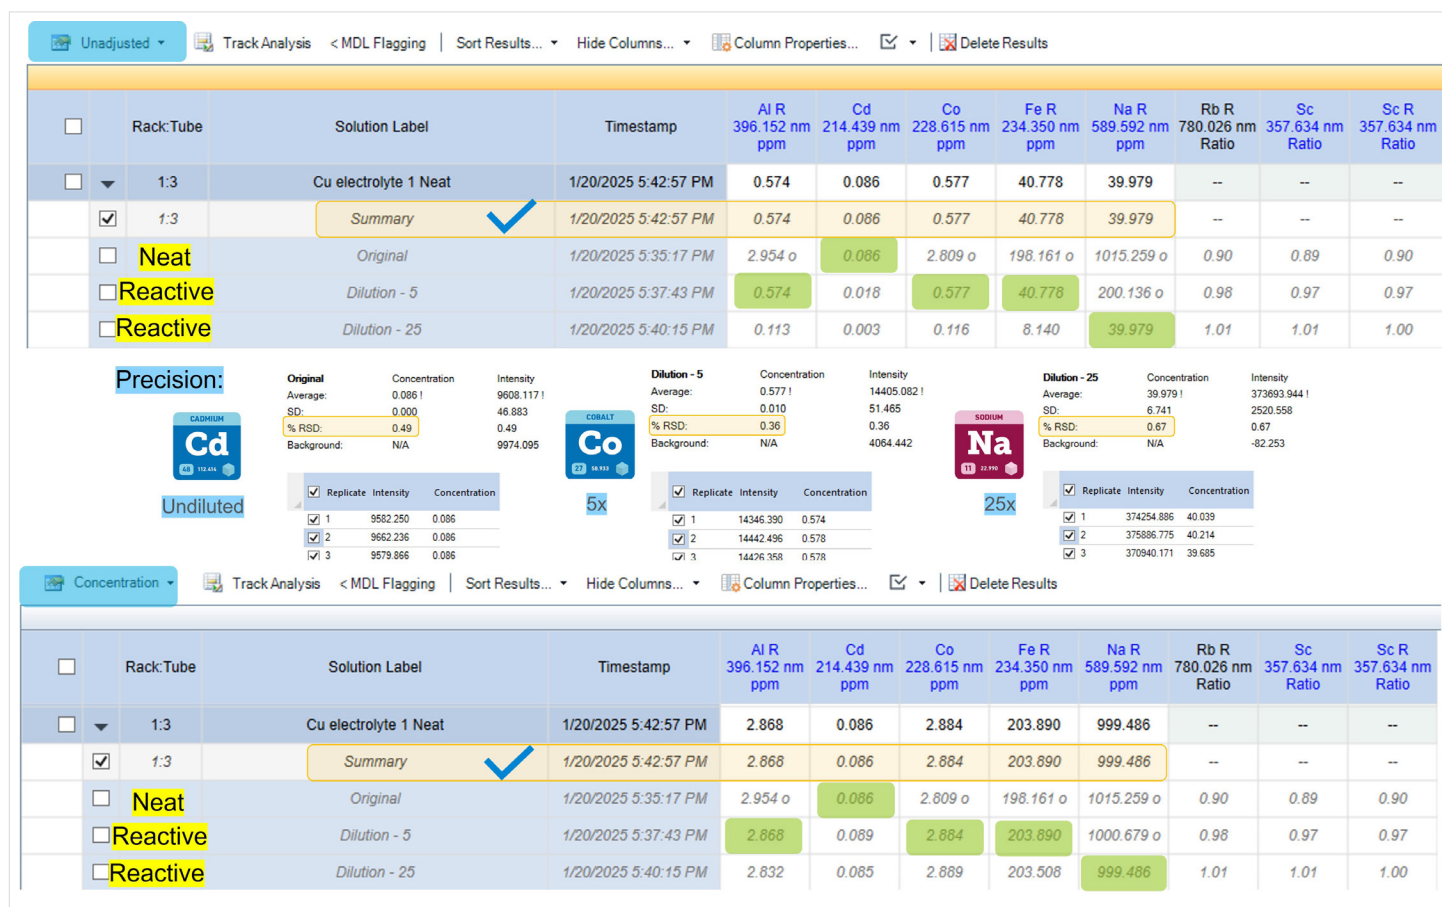 Unadjusted Track Analysis < MDL Flagging Sort Results... Hide Columns... Column Properties... Delete Results
Rack:Tube Solution Label Timestamp Al R 396.152 nm ppm Cd 214.439 nm ppm Co 228.615 nm ppm Fe R 234.350 nm ppm Na R 589.592 nm ppm Rb R 780.026 nm Ratio Sc 357.634 nm Ratio Sc R 357.634 nm Ratio
1:3 Cu electrolyte 1 Neat 1/20/2025 5:42:57 PM 0.574 0.086 0.577 40.778 39.979 -- -- --
1:3 Summary 1/20/2025 5:42:57 PM 0.574 0.086 0.577 40.778 39.979 -- -- --
Neat Original 1/20/2025 5:35:17 PM 2.954 o 0.086 2.809 o 198.161 o 1015.259 o 0.90 0.89 0.90
Reactive Dilution - 5 1/20/2025 5:37:43 PM 0.574 0.018 0.577 40.778 200.136 o 0.98 0.97 0.97
Reactive Dilution - 25 1/20/2025 5:40:15 PM 0.113 0.003 0.116 8.140 39.979 1.01 1.01 1.00
Precision:
CADMIUM
Cd
48 112.414
Undiluted
Original Concentration Intensity
Average: 0.086 ! 9608.117 !
SD: 0.000 46.883
% RSD: 0.49 0.49
Background: N/A 9974.095
Replicate Intensity Concentration
1 9582.250 0.086
2 9662.236 0.086
3 9579.866 0.086
COBALT
Co
27 58.933
5x
Dilution - 5 Concentration Intensity
Average: 0.577 ! 14405.082 !
SD: 0.010 51.465
% RSD: 0.36 0.36
Background: N/A 4064.442
Replicate Intensity Concentration
1 14346.390 0.574
2 14442.496 0.578
3 14426.358 0.578
SODIUM
Na
11 22.990
25x
Dilution - 25 Concentration Intensity
Average: 39.979 ! 373693.944 !
SD: 6.741 2520.558
% RSD: 0.67 0.67
Background: N/A -82.253
Replicate Intensity Concentration
1 374254.886 40.039
2 375886.775 40.214
3 370940.171 39.685
Concentration Track Analysis < MDL Flagging Sort Results... Hide Columns... Column Properties... Delete Results
Rack:Tube Solution Label Timestamp Al R 396.152 nm ppm Cd 214.439 nm ppm Co 228.615 nm ppm Fe R 234.350 nm ppm Na R 589.592 nm ppm Rb R 780.026 nm Ratio Sc 357.634 nm Ratio Sc R 357.634 nm Ratio
1:3 Cu electrolyte 1 Neat 1/20/2025 5:42:57 PM 2.868 0.086 2.884 203.890 999.486 -- -- --
1:3 Summary 1/20/2025 5:42:57 PM 2.868 0.086 2.884 203.890 999.486 -- -- --
Neat Original 1/20/2025 5:35:17 PM 2.954 o 0.086 2.809 o 198.161 o 1015.259 o 0.90 0.89 0.90
Reactive Dilution - 5 1/20/2025 5:37:43 PM 2.868 0.089 2.884 203.890 1000.679 o 0.98 0.97 0.97
Reactive Dilution - 25 1/20/2025 5:40:15 PM 2.832 0.085 2.889 203.508 999.486 1.01 1.01 1.00